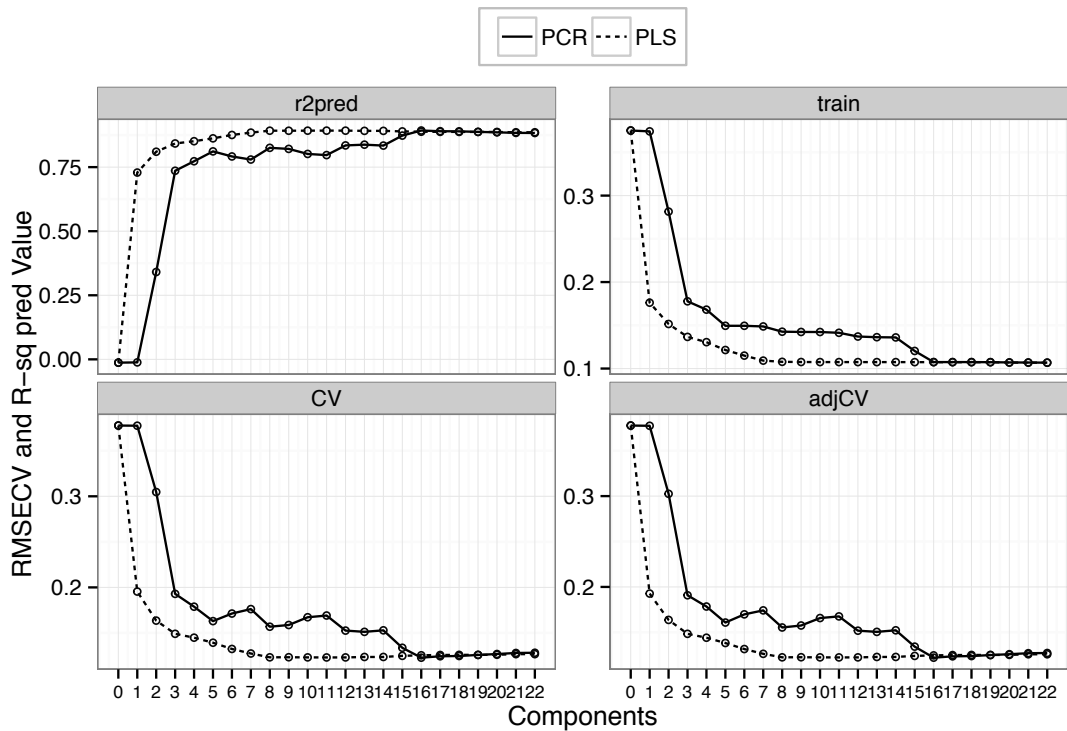 PCR PLS
r2pred train
0.75
0.50
0.25
0.00
0.3
0.2
0.1
CV adjCV
0.3
0.2
0.3
0.2
0 1 2 3 4 5 6 7 8 9 10 11 12 13 14 15 16 17 18 19 20 21 22
0 1 2 3 4 5 6 7 8 9 10 11 12 13 14 15 16 17 18 19 20 21 22
Components
RMSECV and R−sq pred Value